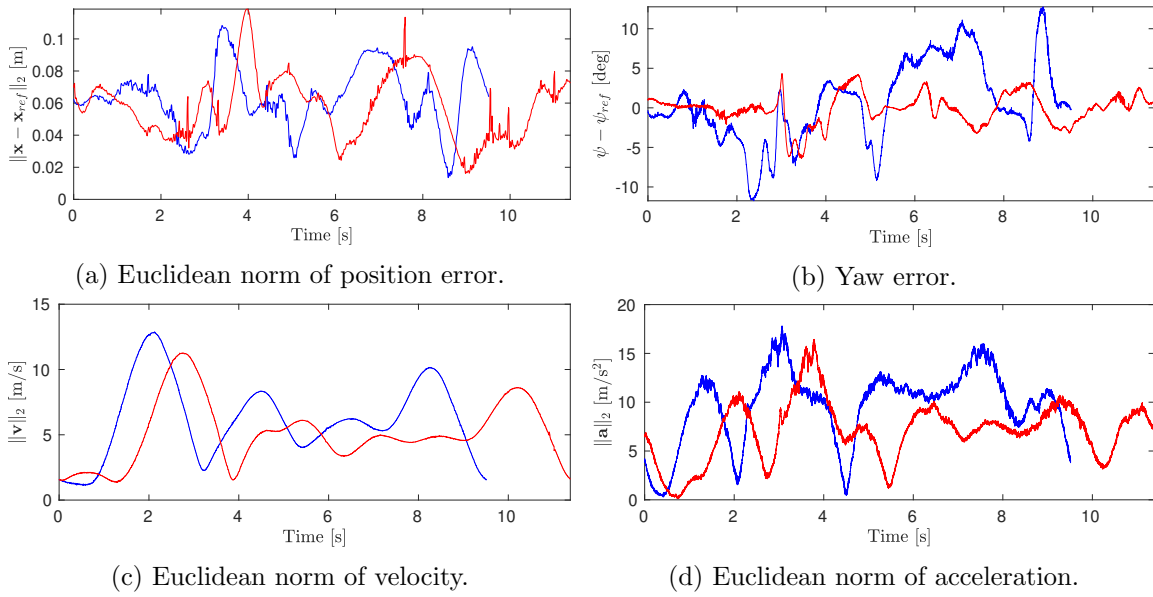 0.1
0.08
0.06
0.04
0.02
0
0 2 4 6 8 10
‖x − x_ref‖₂ [m]
Time [s]
(a) Euclidean norm of position error.
10
5
0
-5
-10
0 2 4 6 8 10
ψ − ψ_ref [deg]
Time [s]
(b) Yaw error.
15
10
5
0
0 2 4 6 8 10
‖v‖₂ [m/s]
Time [s]
(c) Euclidean norm of velocity.
20
15
10
5
0
0 2 4 6 8 10
‖a‖₂ [m/s²]
Time [s]
(d) Euclidean norm of acceleration.